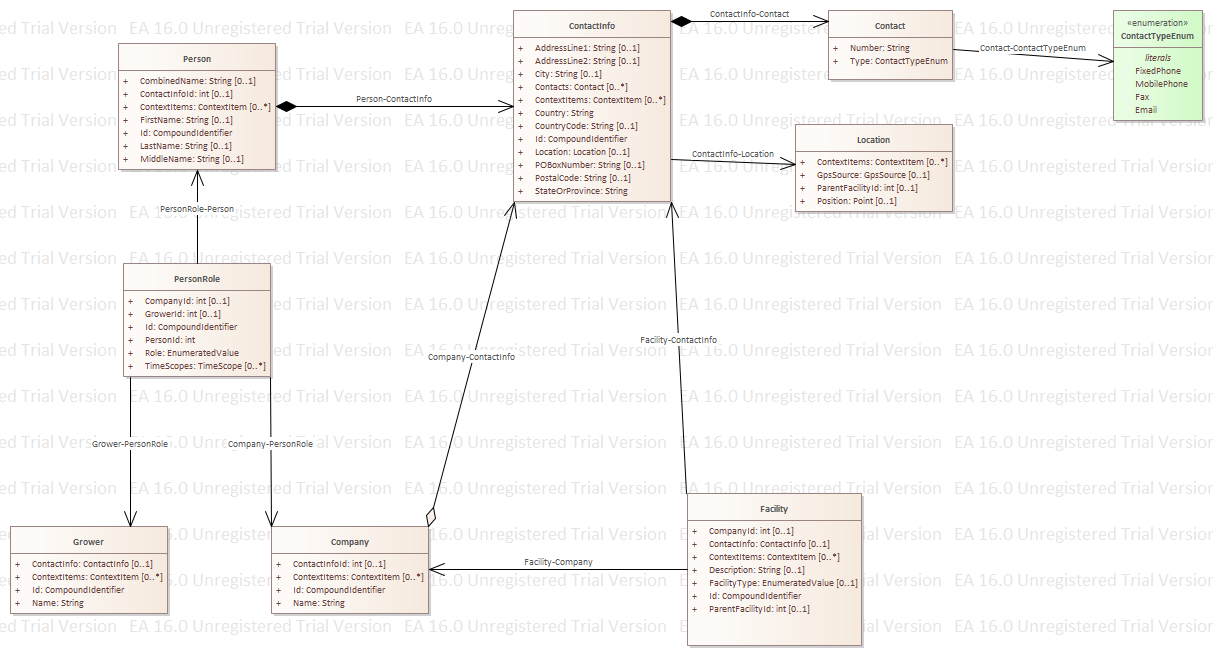 Person
+ CombinedName: String [0..1]
+ ContactInfoId: int [0..1]
+ ContextItems: ContextItem [0..*]
+ FirstName: String [0..1]
+ Id: CompoundIdentifier
+ LastName: String [0..1]
+ MiddleName: String [0..1]
Person-ContactInfo
ContactInfo
+ AddressLine1: String [0..1]
+ AddressLine2: String [0..1]
+ City: String [0..1]
+ Contacts: Contact [0..*]
+ ContextItems: ContextItem [0..*]
+ Country: String
+ CountryCode: String [0..1]
+ Id: CompoundIdentifier
+ Location: Location [0..1]
+ POBoxNumber: String [0..1]
+ PostalCode: String [0..1]
+ StateOrProvince: String
ContactInfo-Contact
Contact
+ Number: String
+ Type: ContactTypeEnum
Contact-ContactTypeEnum
«enumeration»
ContactTypeEnum
literals
FixedPhone
MobilePhone
Fax
Email
ContactInfo-Location
Location
+ ContextItems: ContextItem [0..*]
+ GpsSource: GpsSource [0..1]
+ ParentFacilityId: int [0..1]
+ Position: Point [0..1]
PersonRole-Person
PersonRole
+ CompanyId: int [0..1]
+ GrowerId: int [0..1]
+ Id: CompoundIdentifier
+ PersonId: int
+ Role: EnumeratedValue
+ TimeScopes: TimeScope [0..*]
Company-ContactInfo
Facility-ContactInfo
Grower-PersonRole
Company-PersonRole
Grower
+ ContactInfo: ContactInfo [0..1]
+ ContextItems: ContextItem [0..*]
+ Id: CompoundIdentifier
+ Name: String
Company
+ ContactInfoId: int [0..1]
+ ContextItems: ContextItem [0..*]
+ Id: CompoundIdentifier
+ Name: String
Facility-Company
Facility
+ CompanyId: int [0..1]
+ ContactInfo: ContactInfo [0..1]
+ ContextItems: ContextItem [0..*]
+ Description: String [0..1]
+ FacilityType: EnumeratedValue [0..1]
+ Id: CompoundIdentifier
+ ParentFacilityId: int [0..1]
EA 16.0 Unregistered Trial Version